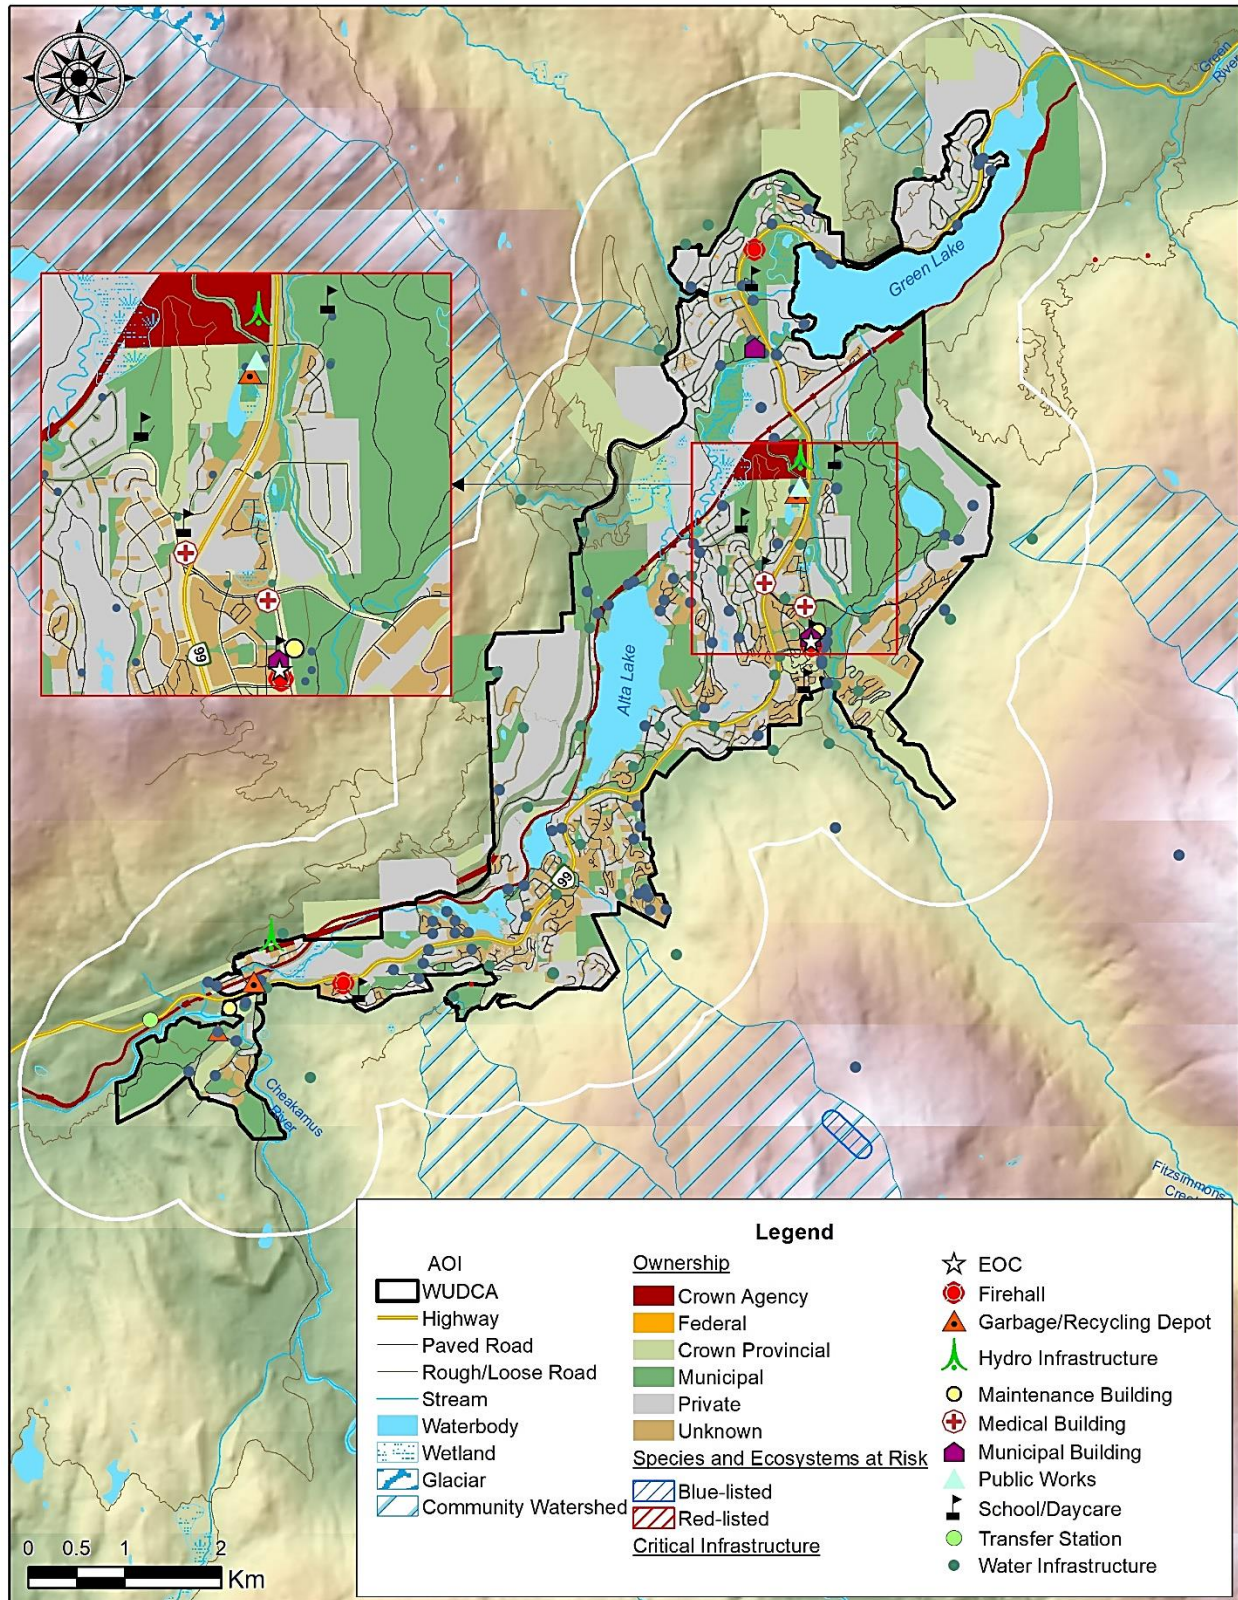 Green
River
Green Lake
Alta Lake
99
99
Cheakamus
River
Fitzsimmons
Legend
AOI
WUDCA
Highway
Paved Road
Rough/Loose Road
Stream
Waterbody
Wetland
Glaciar
Community Watershed
Ownership
Crown Agency
Federal
Crown Provincial
Municipal
Private
Unknown
Species and Ecosystems at Risk
Blue-listed
Red-listed
Critical Infrastructure
EOC
Firehall
Garbage/Recycling Depot
Hydro Infrastructure
Maintenance Building
Medical Building
Municipal Building
Public Works
School/Daycare
Transfer Station
Water Infrastructure
0 0.5 1 2
Km